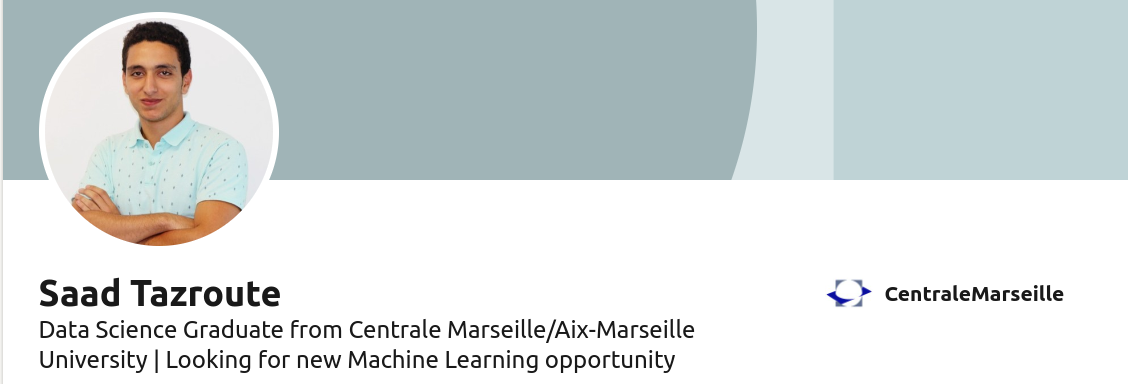 Saad Tazroute
CentraleMarseille
Data Science Graduate from Centrale Marseille/Aix-Marseille
University | Looking for new Machine Learning opportunity